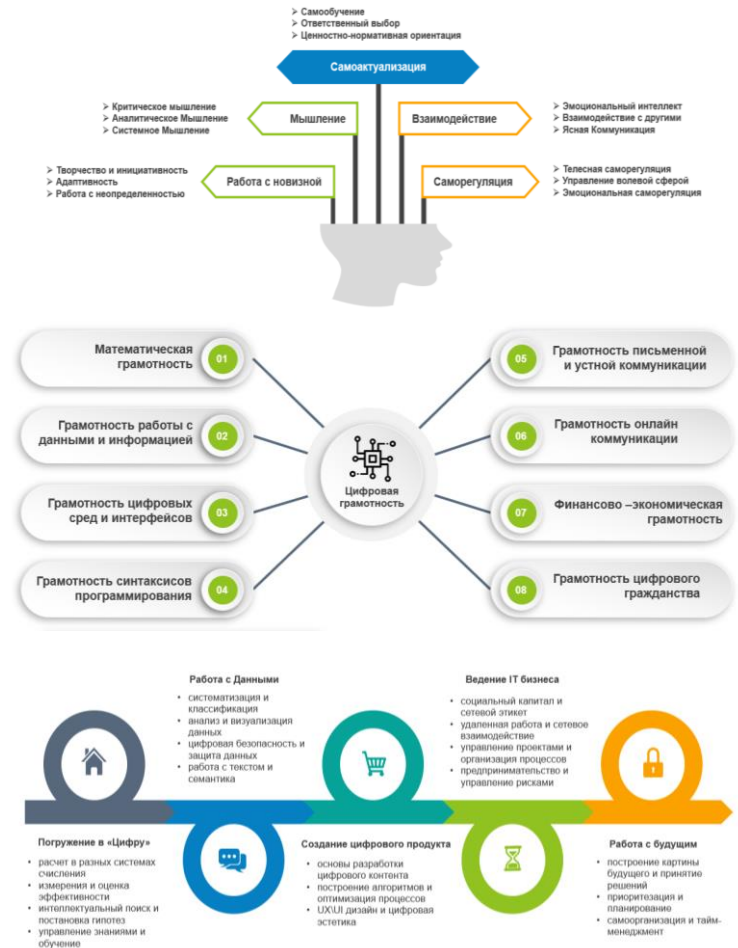 ➢ Самообучение
➢ Ответственный выбор
➢ Ценностно-нормативная ориентация
Самоактуализация
➢ Критическое мышление
➢ Аналитическое Мышление
➢ Системное Мышление
Мышление
Взаимодействие
➢ Эмоциональный интеллект
➢ Взаимодействие с другими
➢ Ясная Коммуникация
➢ Творчество и инициативность
➢ Адаптивность
➢ Работа с неопределенностью
Работа с новизной
Саморегуляция
➢ Телесная саморегуляция
➢ Управление волевой сферой
➢ Эмоциональная саморегуляция
Математическая
грамотность
01
Грамотность работы с
данными и информацией
02
Грамотность цифровых
сред и интерфейсов
03
Грамотность синтаксисов
программирования
04
Цифровая
грамотность
05
Грамотность письменной
и устной коммуникации
06
Грамотность онлайн
коммуникации
07
Финансово –экономическая
грамотность
08
Грамотность цифрового
гражданства
Работа с Данными
• систематизация и
классификация
• анализ и визуализация
данных
• цифровая безопасность и
защита данных
• работа с текстом и
семантика
Ведение IT бизнеса
• социальный капитал и
сетевой этикет
• удаленная работа и сетевое
взаимодействие
• управление проектами и
организация процессов
• предпринимательство и
управление рисками
Погружение в «Цифру»
• расчет в разных системах
счисления
• измерения и оценка
эффективности
• интеллектуальный поиск и
постановка гипотез
• управление знаниями и
обучение
Создание цифрового продукта
• основы разработки
цифрового контента
• построение алгоритмов и
оптимизация процессов
• UX\UI дизайн и цифровая
эстетика
Работа с будущим
• построение картины
будущего и принятие
решений
• приоритезация и
планирование
• самоорганизация и тайм-
менеджмент